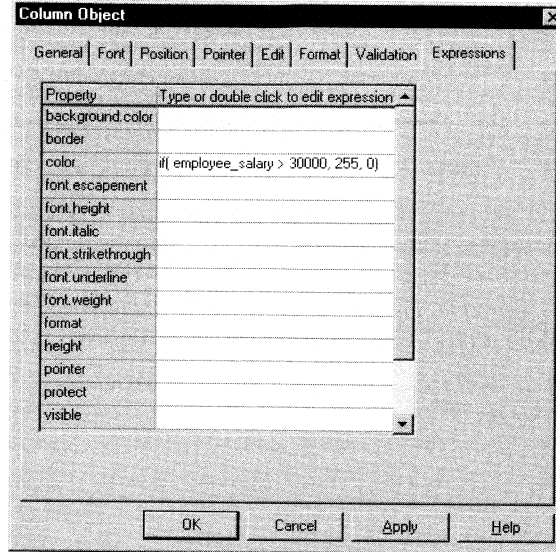 Column Object
General Font Position Pointer Edit Format Validation Expressions
Property Type or double click to edit expression
background.color
border
color if( employee_salary > 30000, 255, 0)
font.escapement
font.height
font.italic
font.strikethrough
font.underline
font.weight
format
height
pointer
protect
visible
OK Cancel Apply Help